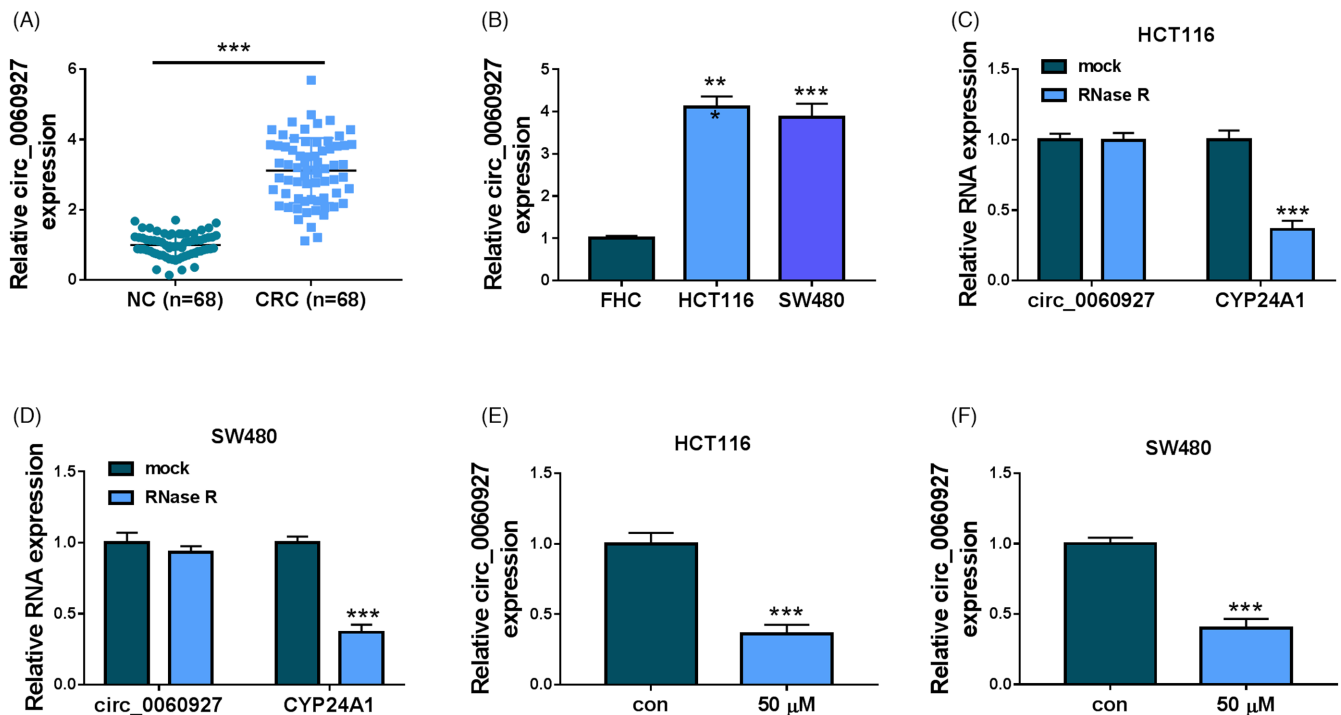 (A)
***
Relative circ_0060927
expression
6
4
2
0
NC (n=68)
CRC (n=68)
(B)
Relative circ_0060927
expression
5
4
3
2
1
0
**
*
***
FHC
HCT116
SW480
(C)
HCT116
mock
RNase R
Relative RNA expression
1.5
1.0
0.5
0.0
***
circ_0060927
CYP24A1
(D)
SW480
mock
RNase R
Relative RNA expression
1.5
1.0
0.5
0.0
***
circ_0060927
CYP24A1
(E)
HCT116
Relative circ_0060927
expression
1.5
1.0
0.5
0.0
***
con
50 μM
(F)
SW480
Relative circ_0060927
expression
1.5
1.0
0.5
0.0
***
con
50 μM